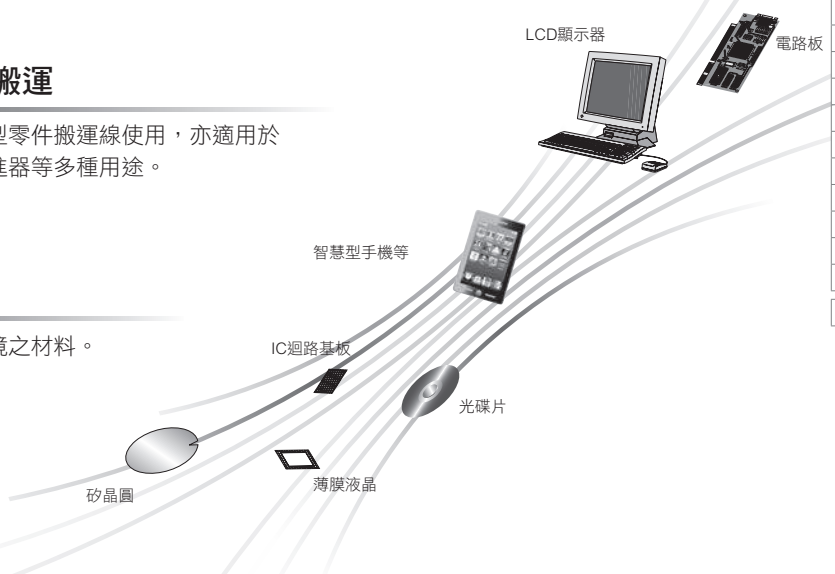 搬運
型零件搬運線使用，亦適用於
進器等多種用途。
境之材料。
LCD顯示器
電路板
智慧型手機等
IC迴路基板
光碟片
薄膜液晶
矽晶圓